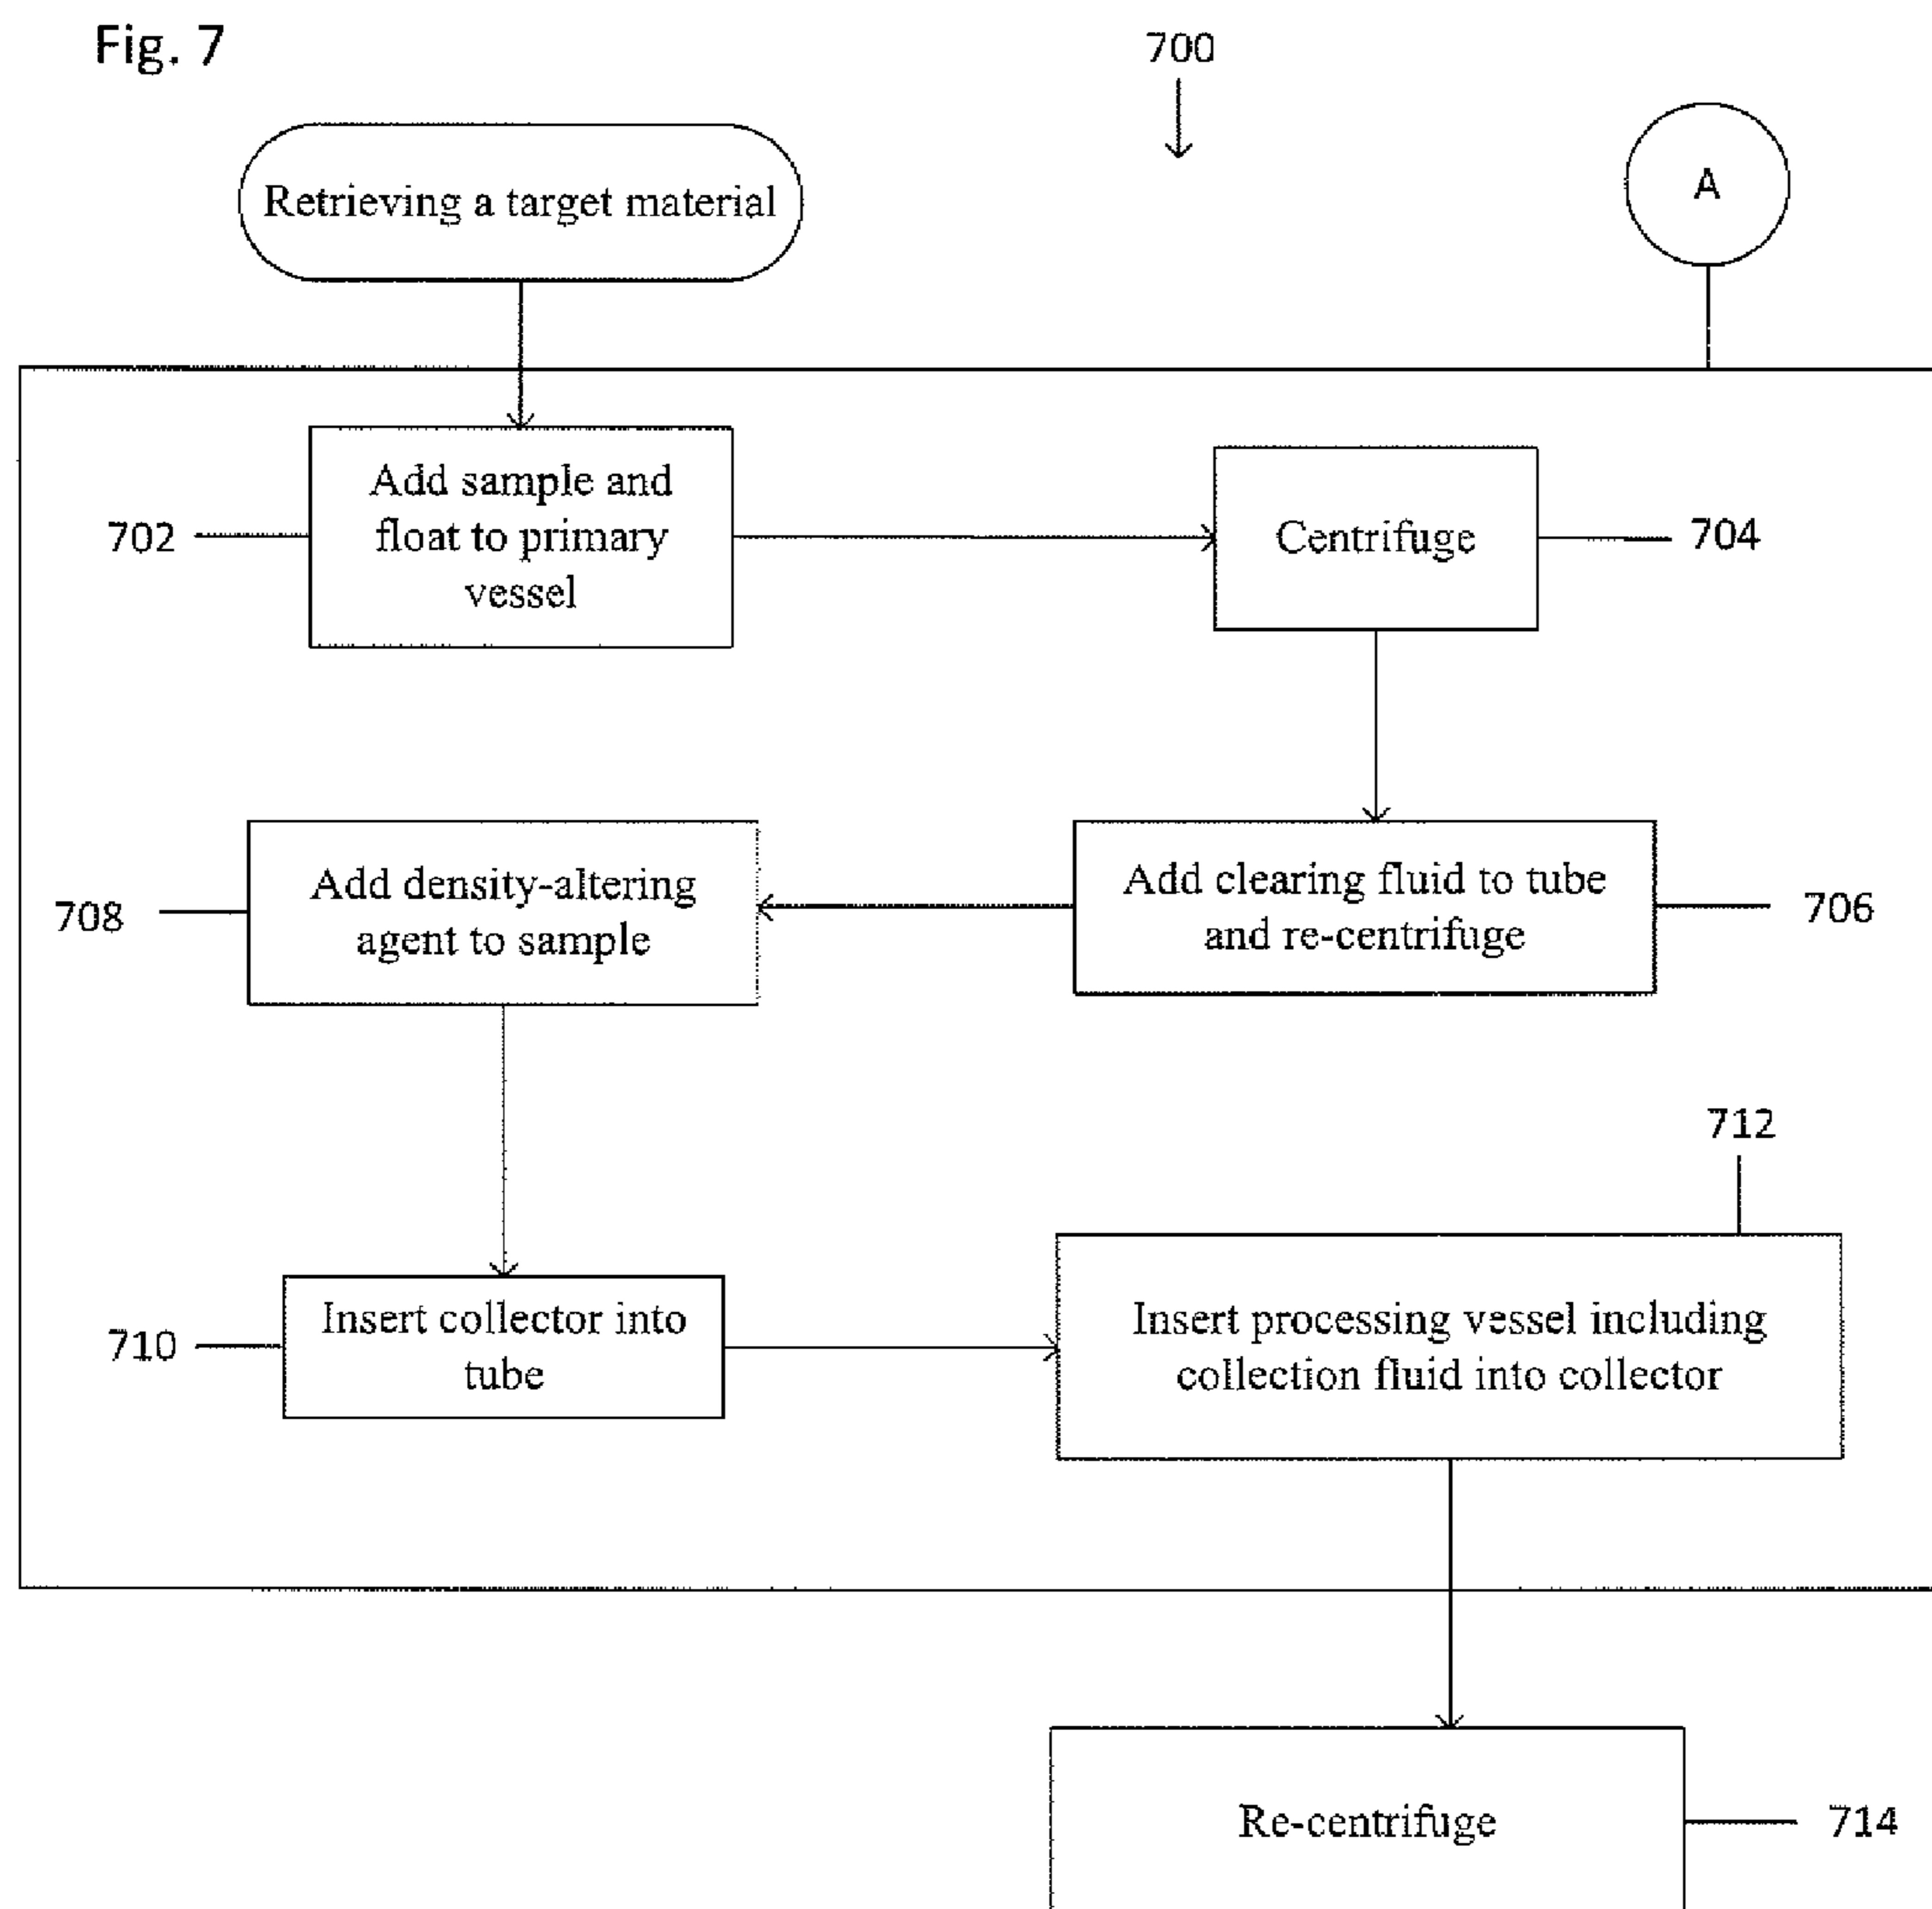 Fig. 7
700
Retrieving a target material
A
Add sample and
float to primary
vessel
702
Centrifuge
704
Add density-altering
agent to sample
708
Add clearing fluid to tube
and re-centrifuge
706
712
Insert collector into
tube
710
Insert processing vessel including
collection fluid into collector
Re-centrifuge
714